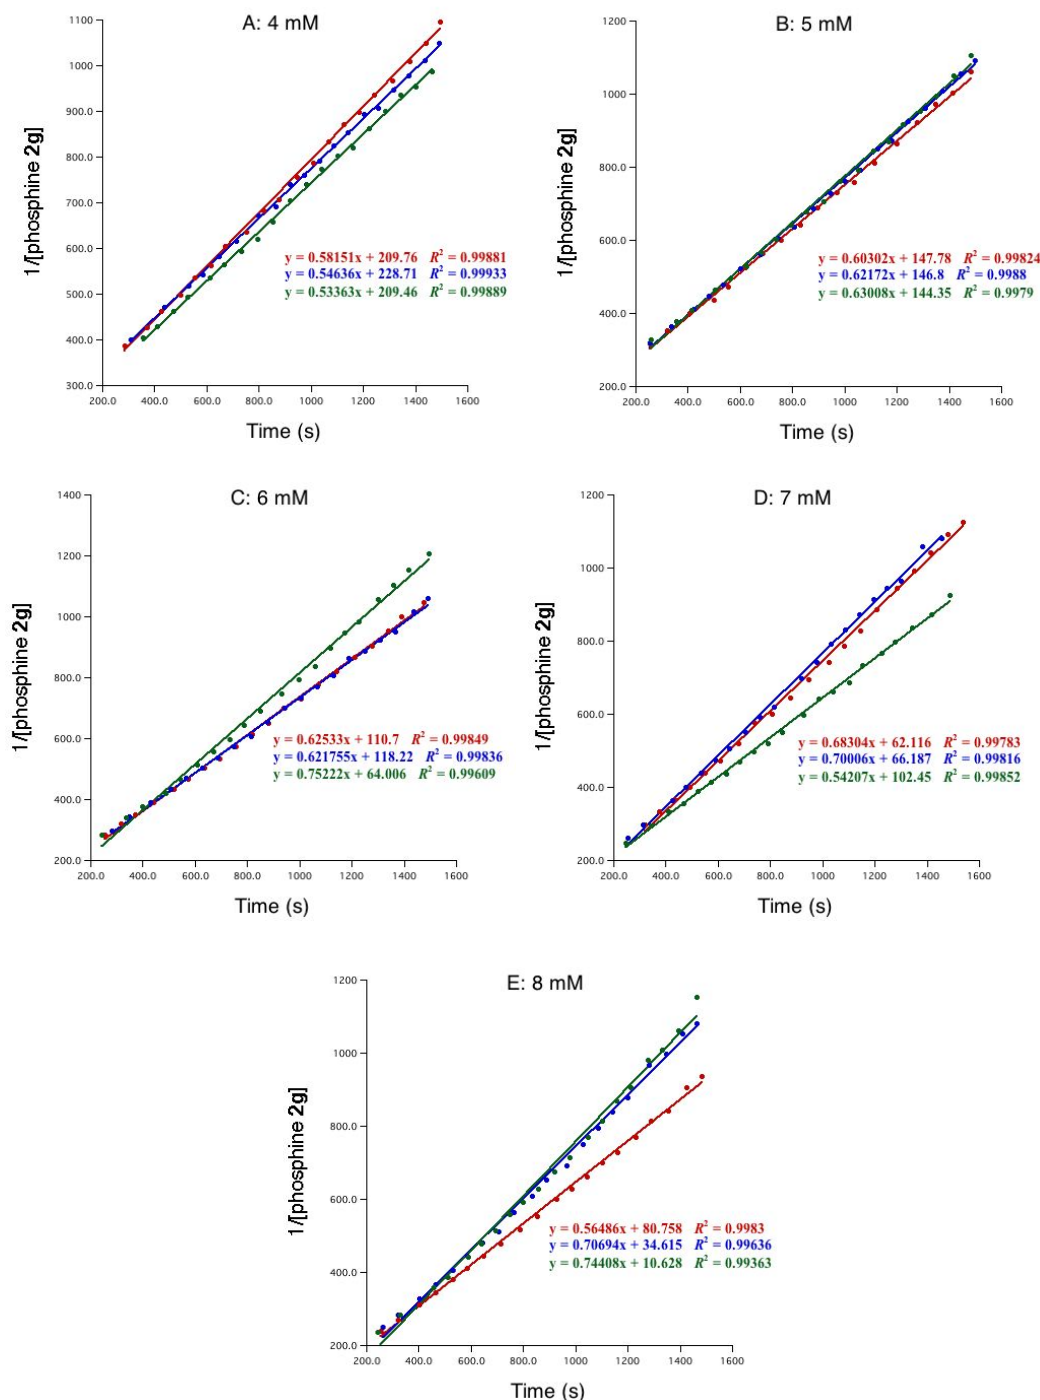 A: 4 mM
1100
1000
900.0
800.0
700.0
600.0
500.0
400.0
300.0
1/[phosphine 2g]
y = 0.58151x + 209.76 R² = 0.99881
y = 0.54636x + 228.71 R² = 0.99933
y = 0.53363x + 209.46 R² = 0.99889
200.0 400.0 600.0 800.0 1000 1200 1400 1600
Time (s)
B: 5 mM
1200
1000
800.0
600.0
400.0
200.0
1/[phosphine 2g]
y = 0.60302x + 147.78 R² = 0.99824
y = 0.62172x + 146.8 R² = 0.9988
y = 0.63008x + 144.35 R² = 0.9979
200.0 400.0 600.0 800.0 1000 1200 1400 1600
Time (s)
C: 6 mM
1400
1200
1000
800.0
600.0
400.0
200.0
1/[phosphine 2g]
y = 0.62533x + 110.7 R² = 0.99849
y = 0.621755x + 118.22 R² = 0.99836
y = 0.75222x + 64.006 R² = 0.99609
200.0 400.0 600.0 800.0 1000 1200 1400 1600
Time (s)
D: 7 mM
1200
1000
800.0
600.0
400.0
200.0
1/[phosphine 2g]
y = 0.68304x + 62.116 R² = 0.99783
y = 0.70006x + 66.187 R² = 0.99816
y = 0.54207x + 102.45 R² = 0.99852
200.0 400.0 600.0 800.0 1000 1200 1400 1600
Time (s)
E: 8 mM
1200
1000
800.0
600.0
400.0
200.0
1/[phosphine 2g]
y = 0.56486x + 80.758 R² = 0.9983
y = 0.70694x + 34.615 R² = 0.99636
y = 0.74408x + 10.628 R² = 0.99363
200.0 400.0 600.0 800.0 1000 1200 1400 1600
Time (s)